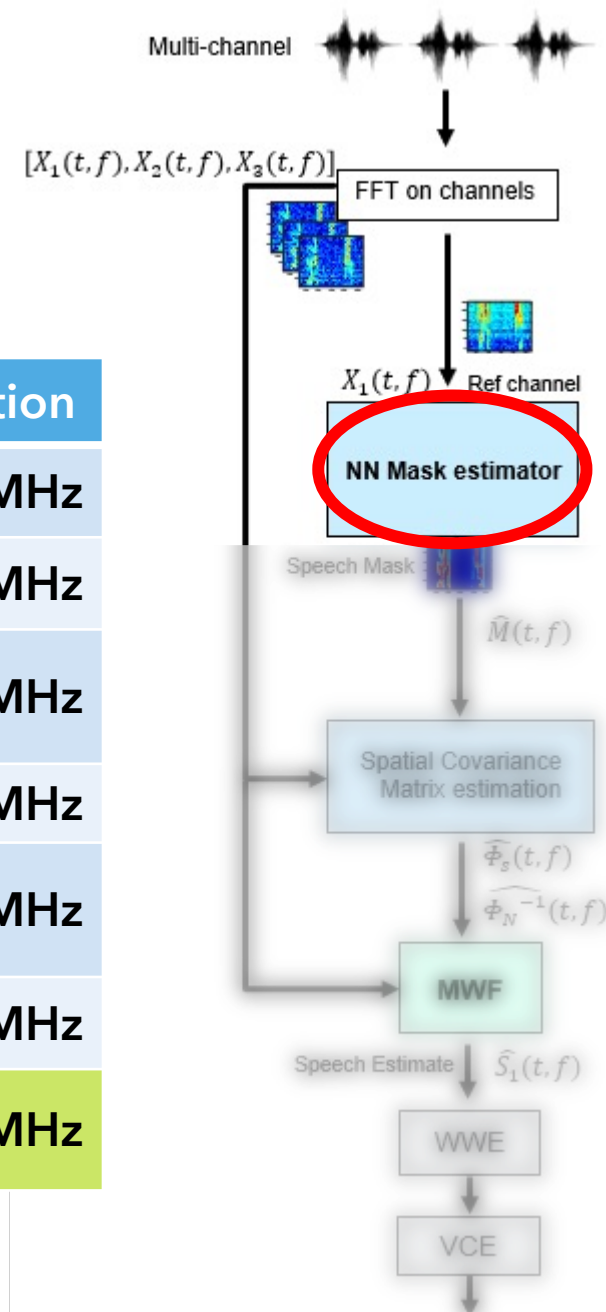 Multi-channel
[X₁(t,f),X₂(t,f),X₃(t,f)]
FFT on channels
X₁(t,f) Ref channel
NN Mask estimator
Speech Mask
M̂(t,f)
Spatial Covariance
Matrix estimation
Φ̂ₛ(t,f)
Φ̂_N⁻¹(t,f)
MWF
Speech Estimate Ŝ₁(t,f)
WWE
VCE
tion
MHz
MHz
MHz
MHz
MHz
MHz
MHz